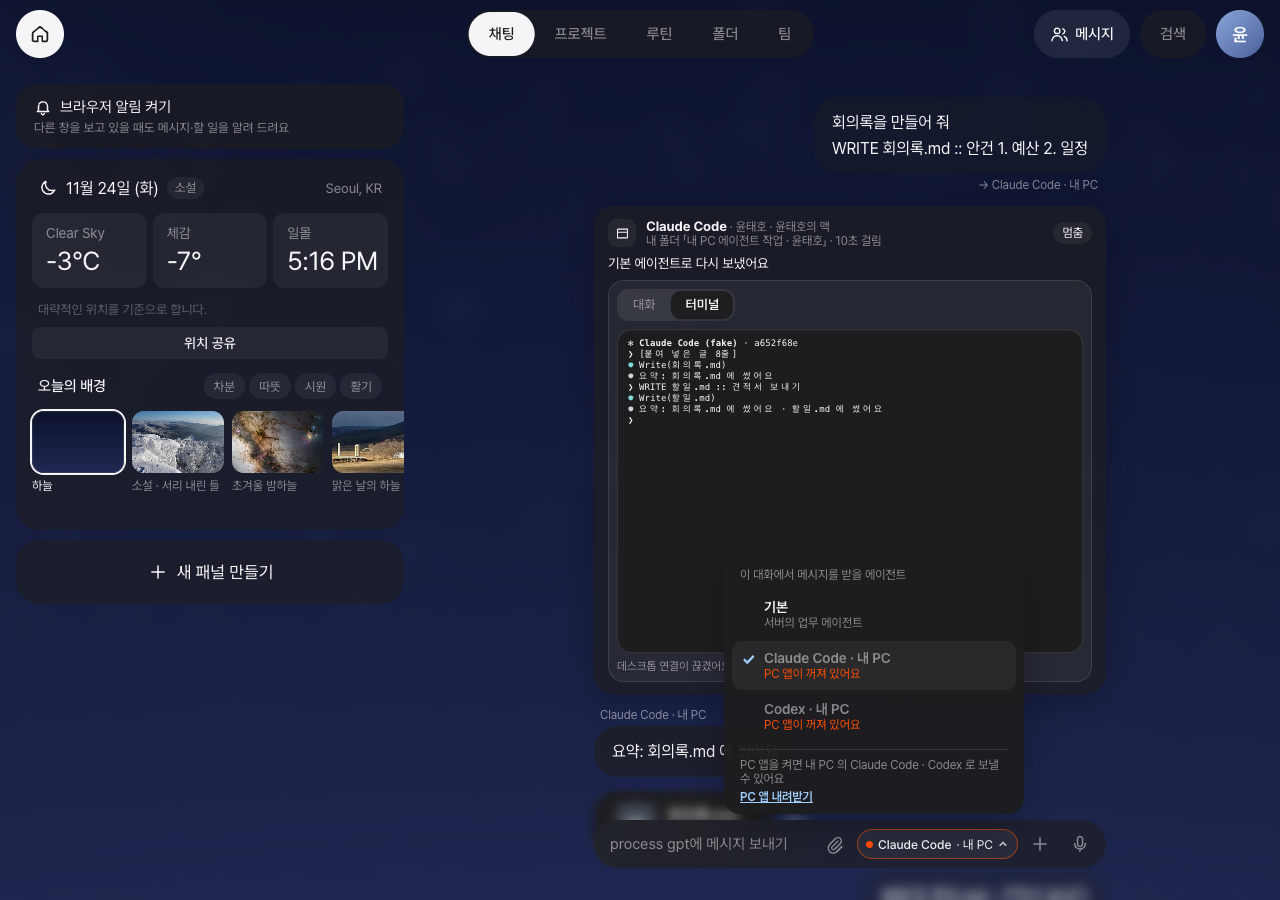 채팅
프로젝트
루틴
폴더
팀
메시지
검색
윤
브라우저 알림 켜기
다른 창을 보고 있을 때도 메시지·할 일을 알려 드려요
11월 24일 (화)
소설
Seoul, KR
Clear Sky
-3°C
체감
-7°
일몰
5:16 PM
대략적인 위치를 기준으로 합니다.
위치 공유
오늘의 배경
차분
따뜻
시원
활기
하늘
소설 · 서리 내린 들
초겨울 밤하늘
맑은 날의 하늘
새 패널 만들기
회의록을 만들어 줘
WRITE 회의록.md :: 안건 1. 예산 2. 일정
→ Claude Code · 내 PC
Claude Code · 윤태호 · 윤태호의 맥
내 폴더 「내 PC 에이전트 작업 · 윤태호」 · 10초 걸림
멈춤
기본 에이전트로 다시 보냈어요
대화
터미널
✻ Claude Code (fake) · a652f68e
❯ [붙여 넣은 글 8줄]
● Write(회의록.md)
● 요약: 회의록.md 에 썼어요
❯ WRITE 할일.md :: 견적서 보내기
● Write(할일.md)
● 요약: 회의록.md 에 썼어요 · 할일.md 에 썼어요
❯
데스크톱 연결이
이 대화에서 메시지를 받을 에이전트
기본
서버의 업무 에이전트
Claude Code · 내 PC
PC 앱이 꺼져 있어요
Codex · 내 PC
PC 앱이 꺼져 있어요
PC 앱을 켜면 내 PC 의 Claude Code · Codex 로 보낼
수 있어요
PC 앱 내려받기
Claude Code · 내 PC
요약: 회의록.md 에 썼어요
process gpt에 메시지 보내기
Claude Code · 내 PC